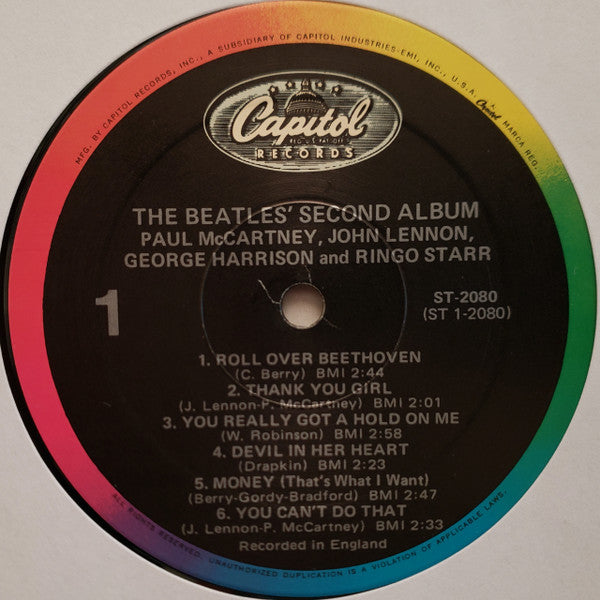 MFG. BY CAPITOL RECORDS, INC., A SUBSIDIARY OF CAPITOL INDUSTRIES-EMI, INC., U.S.A. Capitol MARCA REG.
Capitol
RECORDS
THE BEATLES' SECOND ALBUM
PAUL McCARTNEY, JOHN LENNON,
GEORGE HARRISON and RINGO STARR
1
ST-2080
(ST 1-2080)
1. ROLL OVER BEETHOVEN
(C. Berry) BMI 2:44
2. THANK YOU GIRL
(J. Lennon-P. McCartney) BMI 2:01
3. YOU REALLY GOT A HOLD ON ME
(W. Robinson) BMI 2:58
4. DEVIL IN HER HEART
(Drapkin) BMI 2:23
5. MONEY (That's What I Want)
(Berry-Gordy-Bradford) BMI 2:47
6. YOU CAN'T DO THAT
(J. Lennon-P. McCartney) BMI 2:33
Recorded in England
ALL RIGHTS RESERVED. UNAUTHORIZED DUPLICATION IS A VIOLATION OF APPLICABLE LAWS.